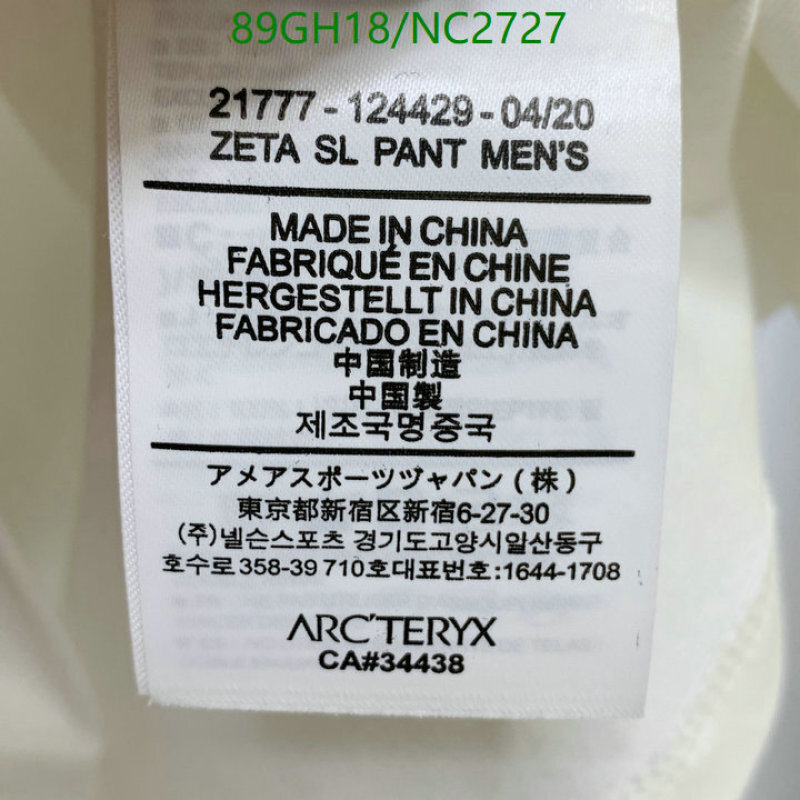 89GH18/NC2727
21777-124429-04/20
ZETA SL PANT MEN'S
MADE IN CHINA
FABRIQUÉ EN CHINE
HERGESTELLT IN CHINA
FABRICADO EN CHINA
中国制造
中国製
제조국명중국
アメアスポーツヅャパン(株)
東京都新宿区新宿6-27-30
(주)넬슨스포츠 경기도고양시일산동구
호수로358-39 710호대표번호:1644-1708
ARC'TERYX
CA#34438